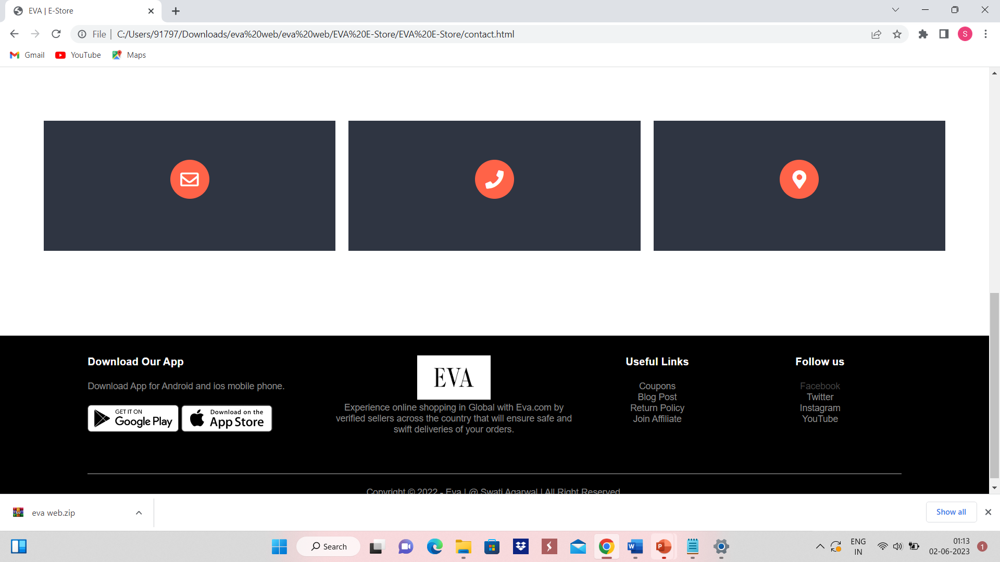 EVA | E-Store
File | C:/Users/91797/Downloads/eva%20web/eva%20web/EVA%20E-Store/EVA%20E-Store/contact.html
S
Gmail YouTube Maps
Download Our App
Download App for Android and ios mobile phone.
GET IT ON
Google Play
Download on the
App Store
EVA
Experience online shopping in Global with Eva.com by
verified sellers across the country that will ensure safe and
swift deliveries of your orders.
Useful Links
Coupons
Blog Post
Return Policy
Join Affiliate
Follow us
Facebook
Twitter
Instagram
YouTube
Copyright © 2022 - Eva | @ Swati Agarwal | All Right Reserved
eva web.zip
Show all
Search
W
P
ENG
IN
01:13
02-06-2023
1